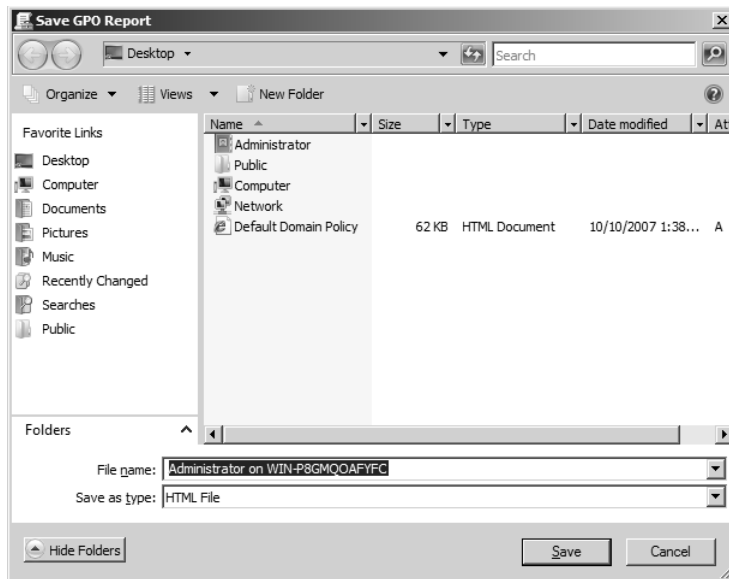 Save GPO Report
Desktop
Search
Organize Views New Folder
Favorite Links
Desktop
Computer
Documents
Pictures
Music
Recently Changed
Searches
Public
Folders
Name Size Type Date modified At
Administrator
Public
Computer
Network
Default Domain Policy 62 KB HTML Document 10/10/2007 1:38... A
File name: Administrator on WIN-P8GMQOAFYFC
Save as type: HTML File
Hide Folders Save Cancel